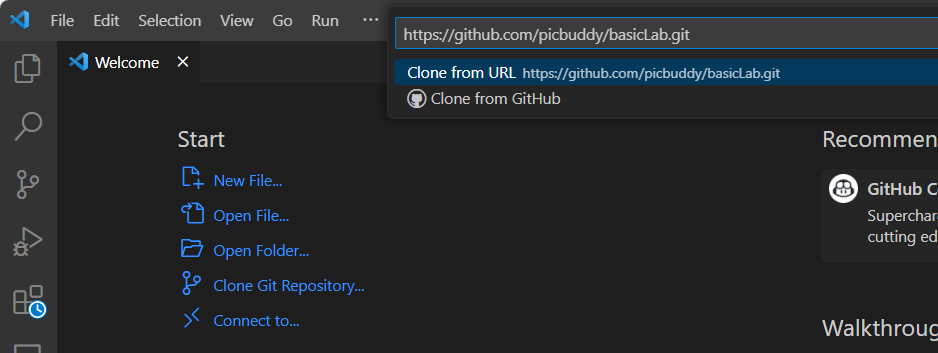 File Edit Selection View Go Run ···
https://github.com/picbuddy/basicLab.git
Clone from URL https://github.com/picbuddy/basicLab.git
Clone from GitHub
Welcome
Start
New File...
Open File...
Open Folder...
Clone Git Repository...
Connect to...
Recommen
GitHub C
Supercharg
cutting ed
Walkthroug